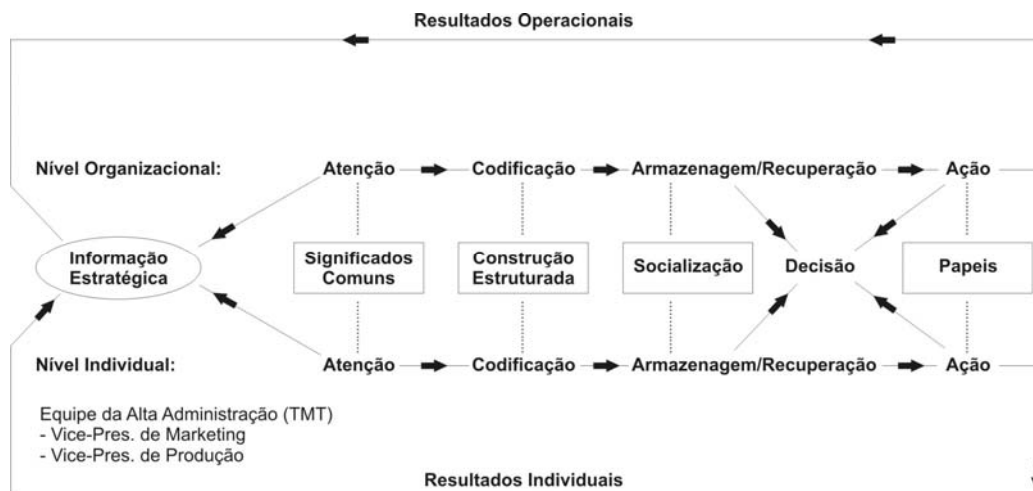 Resultados Operacionais
Nível Organizacional:
Atenção
Codificação
Armazenagem/Recuperação
Ação
Informação
Estratégica
Significados
Comuns
Construção
Estruturada
Socialização
Decisão
Papeis
Nível Individual:
Atenção
Codificação
Armazenagem/Recuperação
Ação
Equipe da Alta Administração (TMT)
- Vice-Pres. de Marketing
- Vice-Pres. de Produção
Resultados Individuais